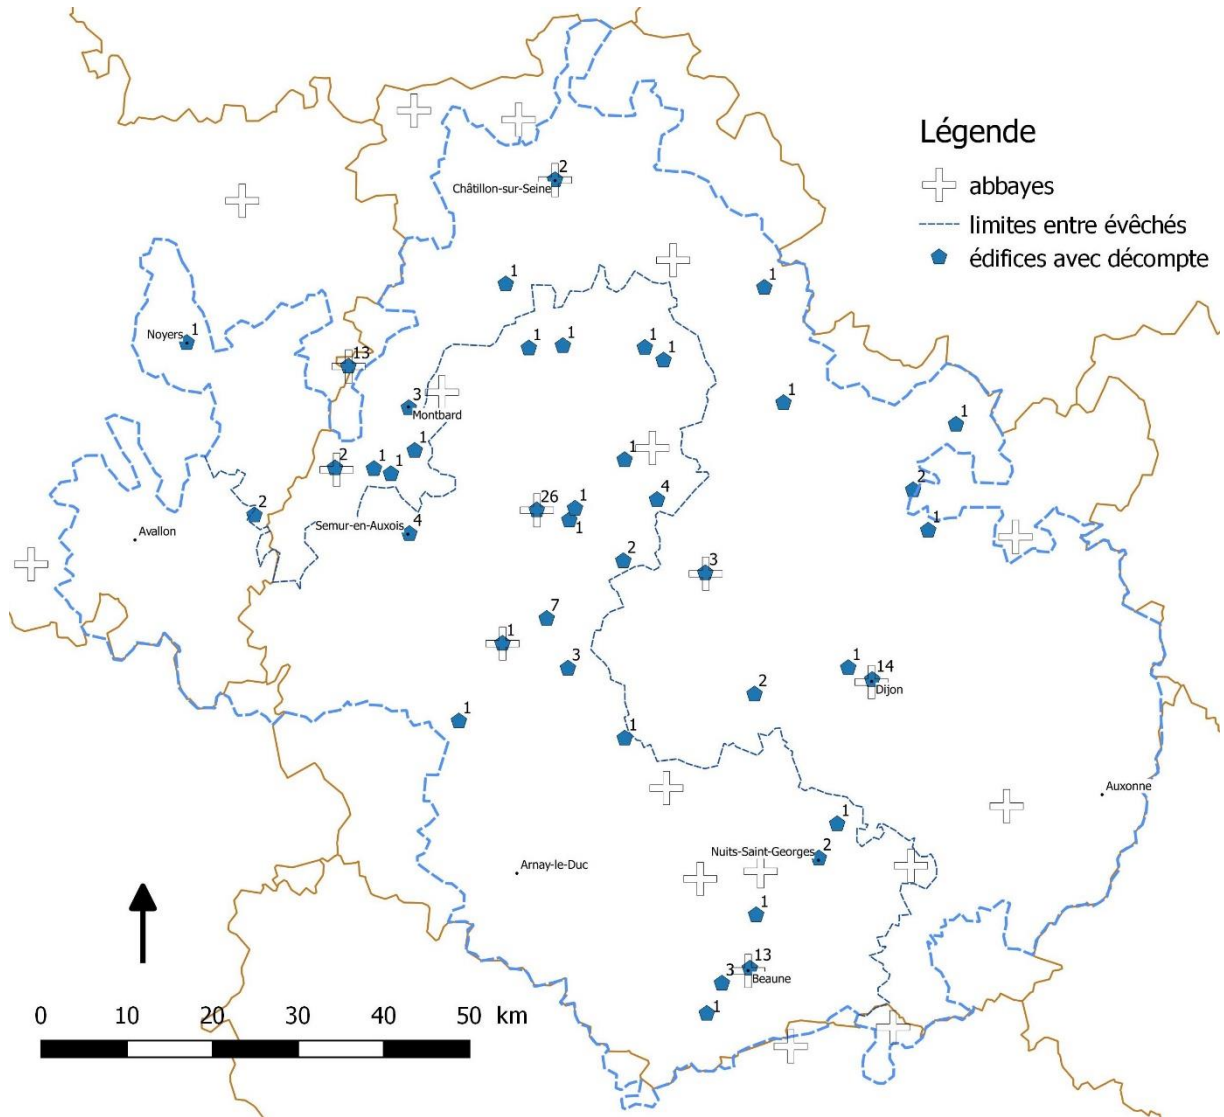 Légende
abbayes
limites entre évêchés
édifices avec décompte
2
Châtillon-sur-Seine
1
1
Noyers 1
1
1
1
1
13
3
Montbard
1
1
1
2
1
1
1
1
4
2
2
26
1
1
Semur-en-Auxois 4
1
Avallon
2
3
7
1
3
1
14
Dijon
2
1
1
Auxonne
1
Nuits-Saint-Georges 2
Arnay-le-Duc
1
13
Beaune
3
1
0 10 20 30 40 50 km